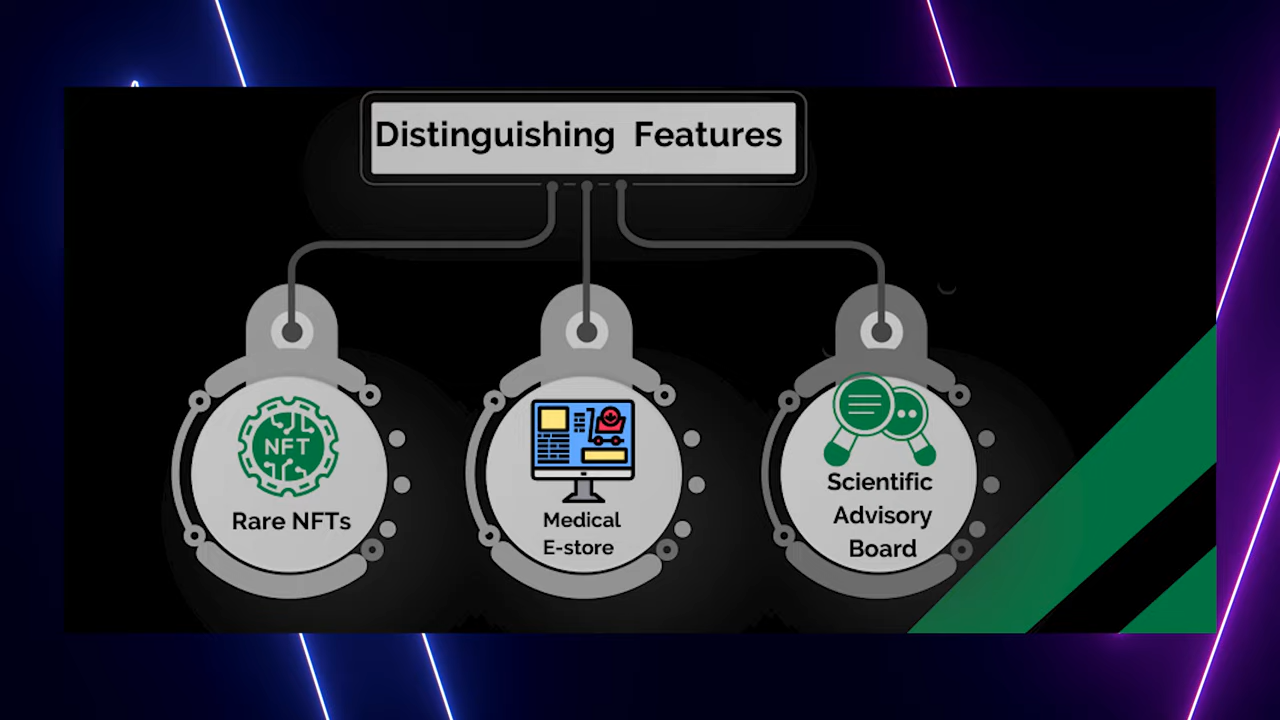 Distinguishing Features
NFT
Rare NFTs
Medical
E-store
Scientific
Advisory
Board